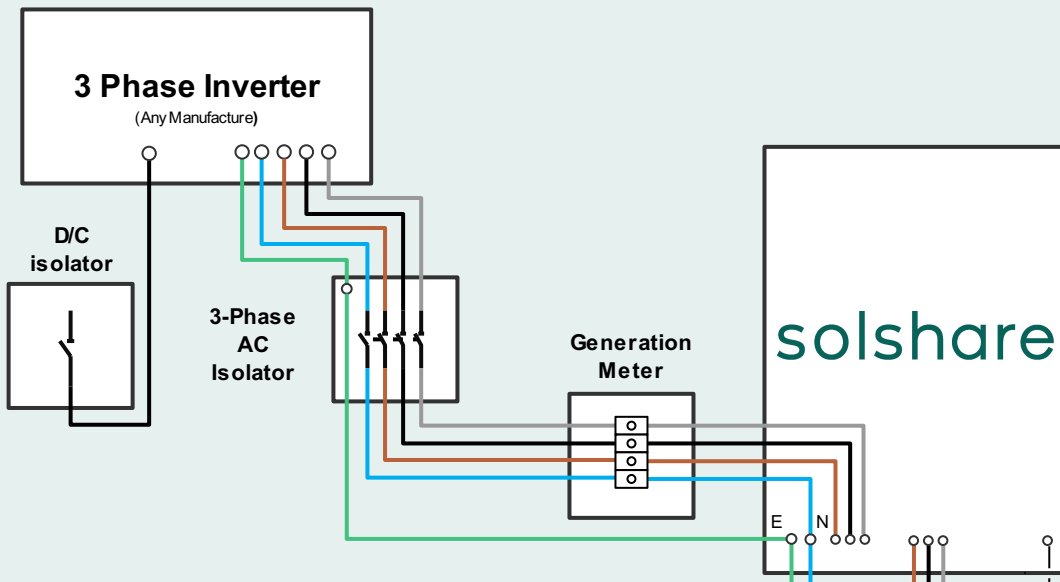 3 Phase Inverter
(Any Manufacture)
D/C
isolator
3-Phase
AC
Isolator
Generation
Meter
solshare
E N